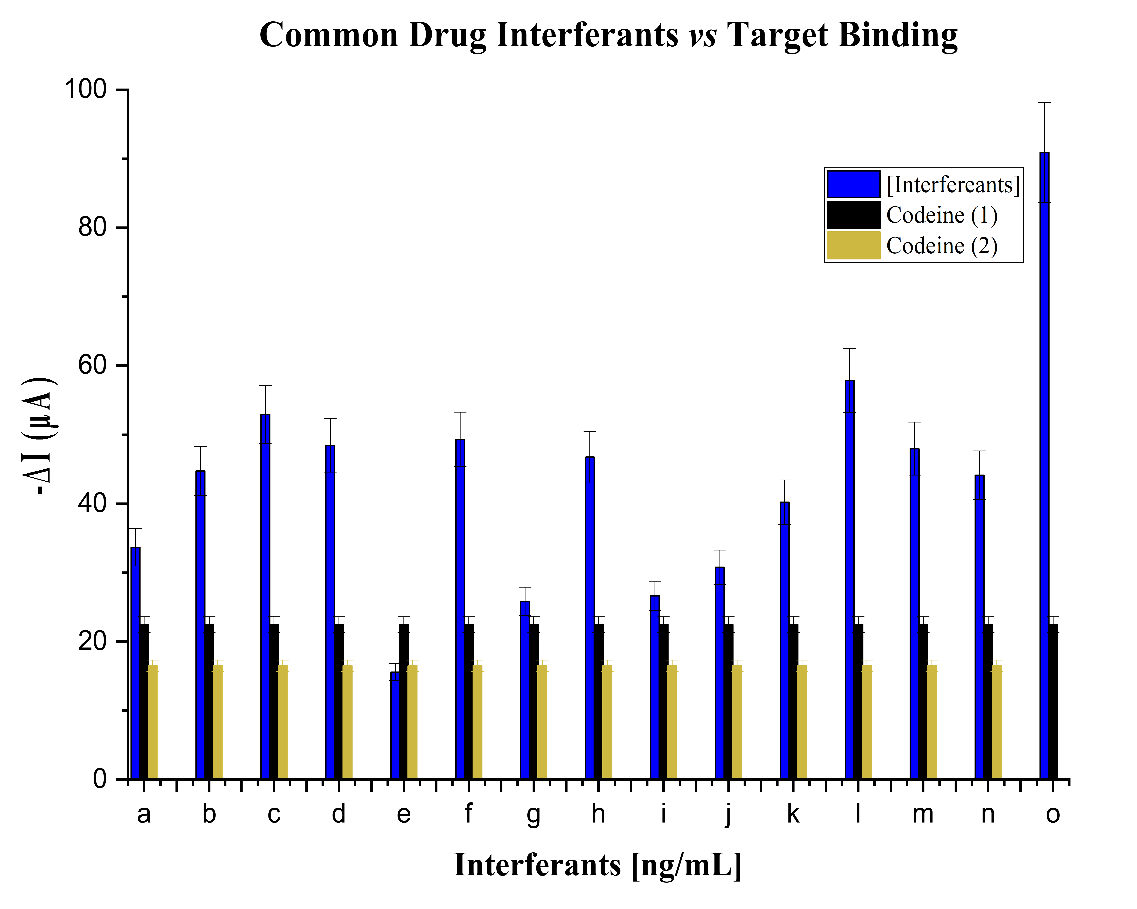 Common Drug Interferants vs Target Binding
100
80
60
40
20
0
-ΔI (µA)
[Interfereants]
Codeine (1)
Codeine (2)
a b c d e f g h i j k l m n o
Interferants [ng/mL]